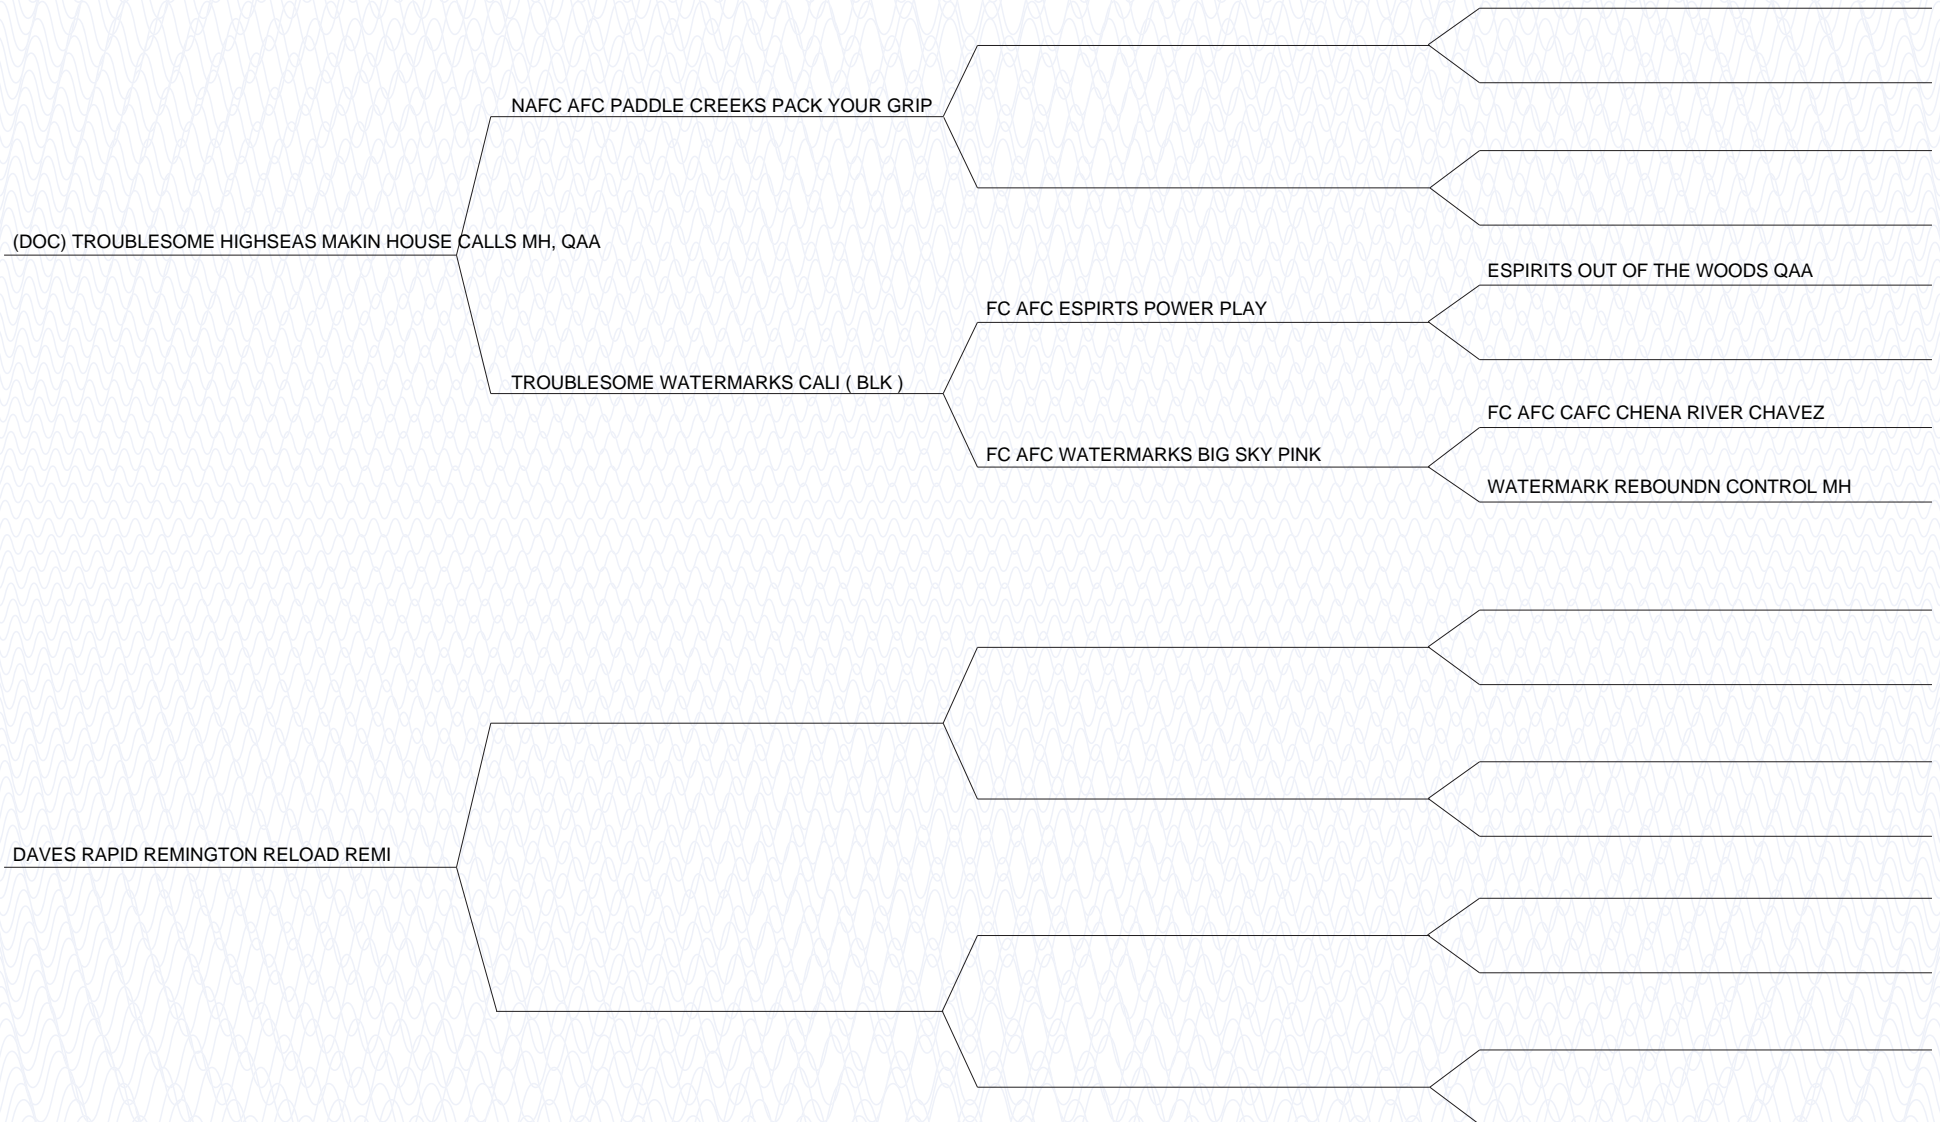 NAFC AFC PADDLE CREEKS PACK YOUR GRIP
(DOC) TROUBLESOME HIGHSEAS MAKIN HOUSE CALLS MH, QAA
ESPIRITS OUT OF THE WOODS QAA
FC AFC ESPIRTS POWER PLAY
TROUBLESOME WATERMARKS CALI ( BLK )
FC AFC CAFC CHENA RIVER CHAVEZ
FC AFC WATERMARKS BIG SKY PINK
WATERMARK REBOUNDN CONTROL MH
DAVES RAPID REMINGTON RELOAD REMI